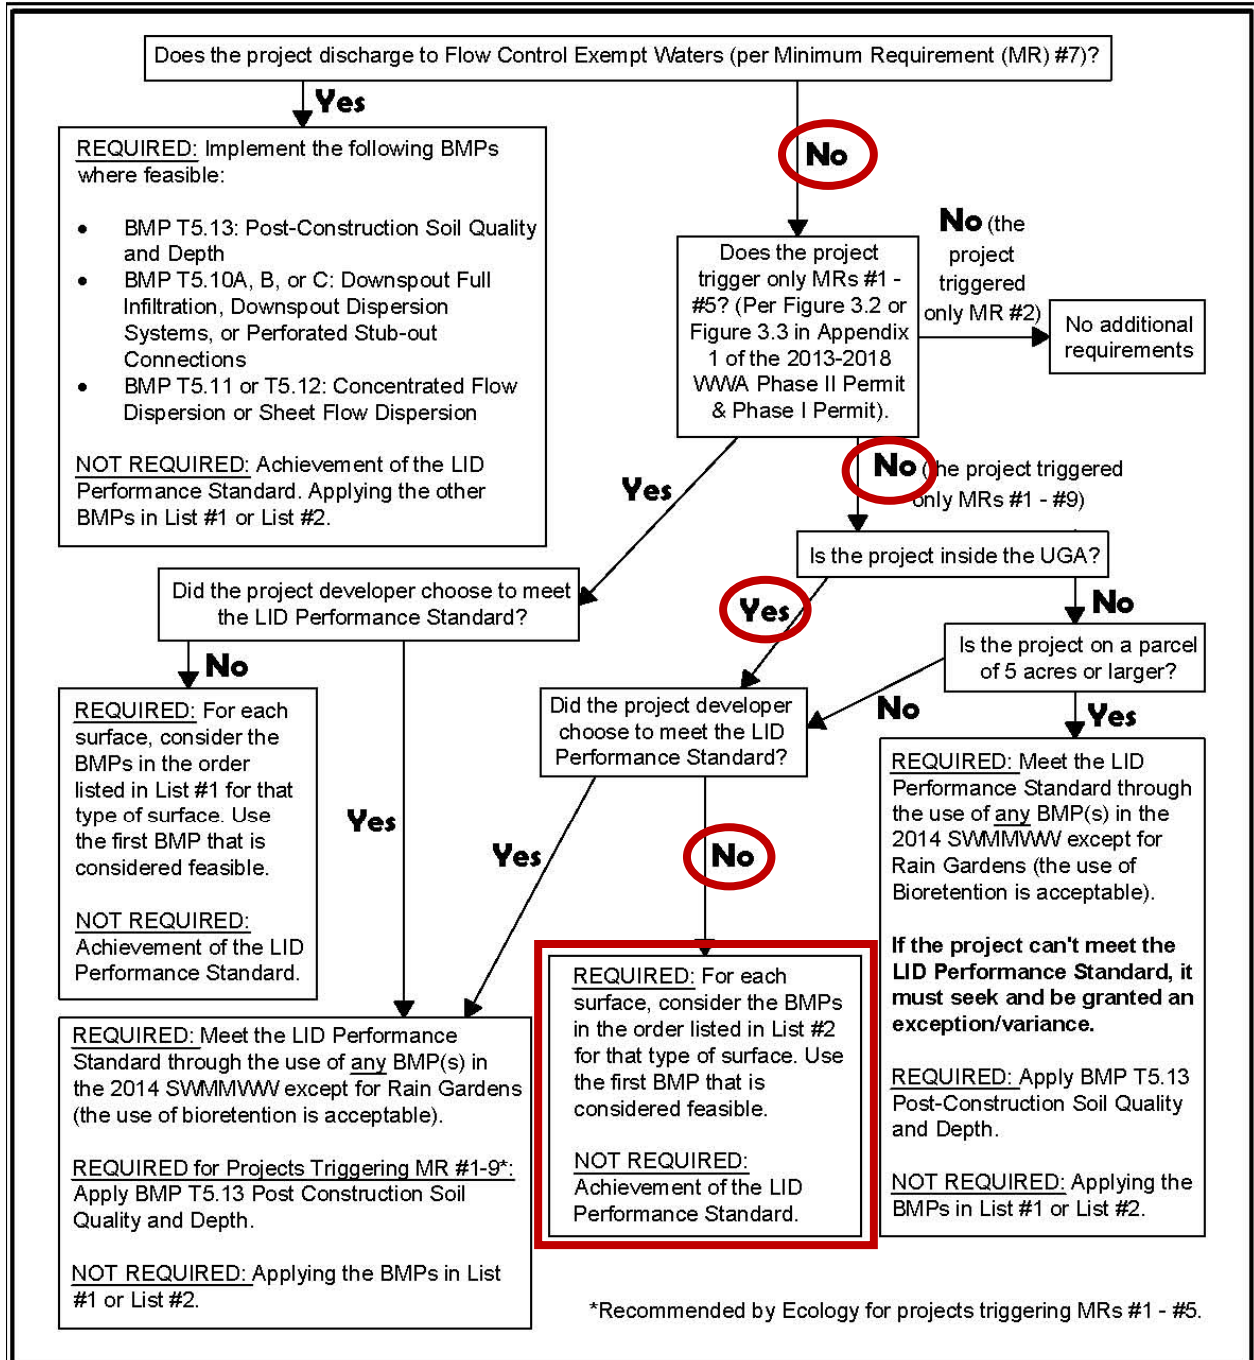 Does the project discharge to Flow Control Exempt Waters (per Minimum Requirement (MR) #7)?
Yes
No
REQUIRED: Implement the following BMPs
where feasible:
• BMP T5.13: Post-Construction Soil Quality
and Depth
• BMP T5.10A, B, or C: Downspout Full
Infiltration, Downspout Dispersion
Systems, or Perforated Stub-out
Connections
• BMP T5.11 or T5.12: Concentrated Flow
Dispersion or Sheet Flow Dispersion
NOT REQUIRED: Achievement of the LID
Performance Standard. Applying the other
BMPs in List #1 or List #2.
Does the project
trigger only MRs #1 -
#5? (Per Figure 3.2 or
Figure 3.3 in Appendix
1 of the 2013-2018
WWA Phase II Permit
& Phase I Permit).
No (the
project
triggered
only MR #2)
No additional
requirements
Yes
No (the project triggered
only MRs #1 - #9)
Is the project inside the UGA?
Did the project developer choose to meet
the LID Performance Standard?
Yes
No
Is the project on a parcel
of 5 acres or larger?
No
Did the project developer
choose to meet the LID
Performance Standard?
No
Yes
REQUIRED: For each
surface, consider the
BMPs in the order
listed in List #1 for that
type of surface. Use
the first BMP that is
considered feasible.
NOT REQUIRED:
Achievement of the LID
Performance Standard.
Yes
Yes
No
REQUIRED: Meet the LID
Performance Standard through
the use of any BMP(s) in the
2014 SWMMWW except for
Rain Gardens (the use of
Bioretention is acceptable).
If the project can't meet the
LID Performance Standard, it
must seek and be granted an
exception/variance.
REQUIRED: Apply BMP T5.13
Post-Construction Soil Quality
and Depth.
NOT REQUIRED: Applying the
BMPs in List #1 or List #2.
REQUIRED: For each
surface, consider the BMPs
in the order listed in List #2
for that type of surface. Use
the first BMP that is
considered feasible.
NOT REQUIRED:
Achievement of the LID
Performance Standard.
REQUIRED: Meet the LID Performance
Standard through the use of any BMP(s) in
the 2014 SWMMWW except for Rain Gardens
(the use of bioretention is acceptable).
REQUIRED for Projects Triggering MR #1-9*:
Apply BMP T5.13 Post Construction Soil
Quality and Depth.
NOT REQUIRED: Applying the BMPs in List
#1 or List #2.
*Recommended by Ecology for projects triggering MRs #1 - #5.